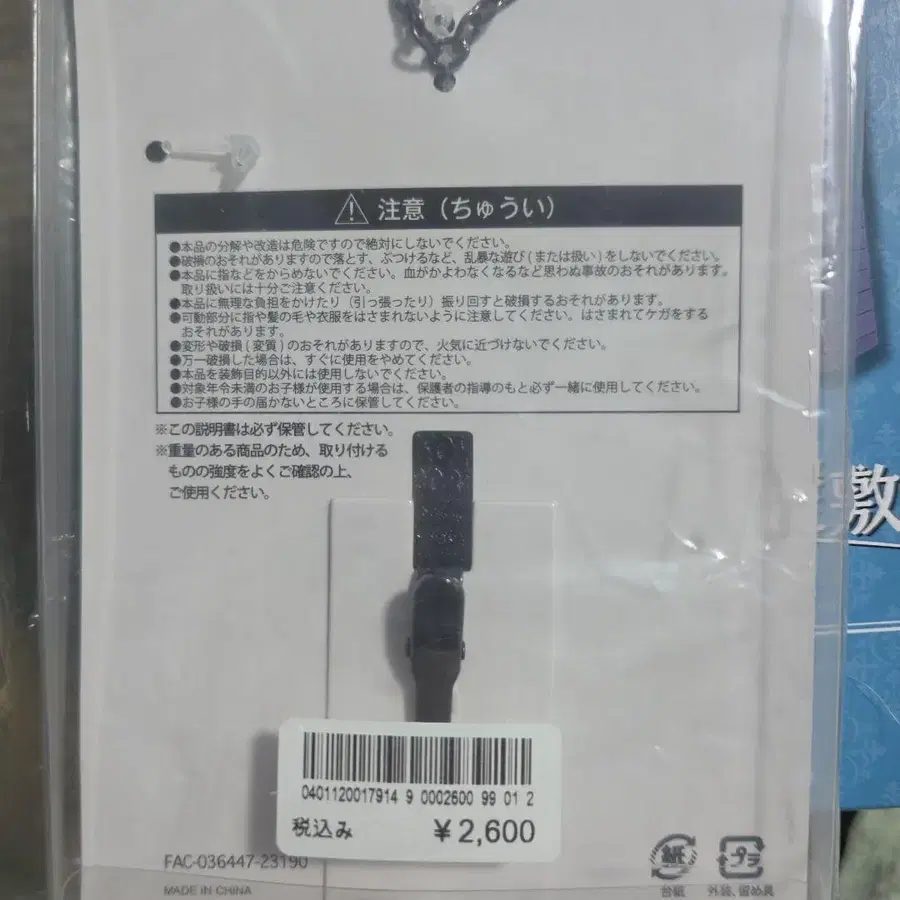 注意（ちゅうい）
●本品の分解や改造は危険ですので絶対にしないでください。
●破損のおそれがありますので落とす、ぶつけるなど、乱暴な遊び(または扱い)をしないでください。
●本品に指などをからめないでください。血がかよわなくなるなど思わぬ事故のおそれがあります。
取り扱いには十分ご注意ください。
●本品に無理な負担をかけたり（引っ張ったり）振り回すと破損するおそれがあります。
●可動部分に指や髪の毛や衣服をはさまれないように注意してください。はさまれてケガをする
おそれがあります。
●変形や破損(変質)のおそれがありますので、火気に近づけないでください。
●万一破損した場合は、すぐに使用をやめてください。
●本品を装飾目的以外には使用しないでください。
●対象年令未満のお子様が使用する場合は、保護者の指導のもと必ず一緒に使用してください。
●お子様の手の届かないところに保管してください。
※この説明書は必ず保管してください。
※重量のある商品のため、取り付ける
ものの強度をよくご確認の上、
ご使用ください。
敷
0401120017914 9 0002600 99 01 2
税込み ¥2,600
FAC-036447-23190
MADE IN CHINA
紙
台紙
プラ
外装、留め具